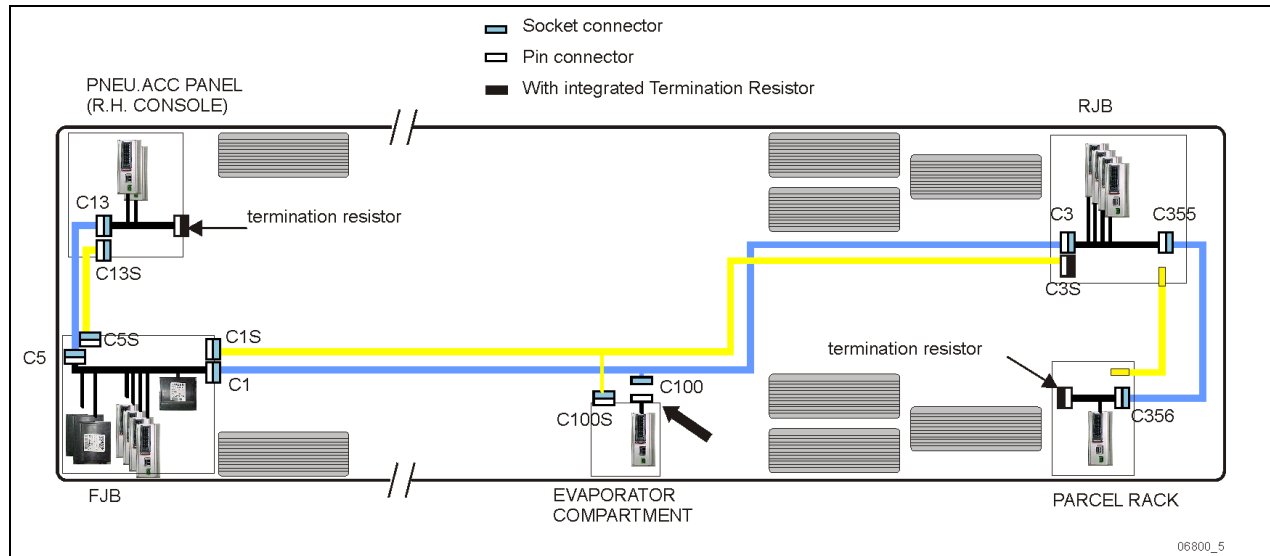 Socket connector
Pin connector
With integrated Termination Resistor
PNEU.ACC PANEL
(R.H. CONSOLE)
RJB
C13
termination resistor
C3
C355
C13S
C3S
C5S
C1S
C5
C1
termination resistor
C100
C100S
C356
FJB
EVAPORATOR
COMPARTMENT
PARCEL RACK
06800_5